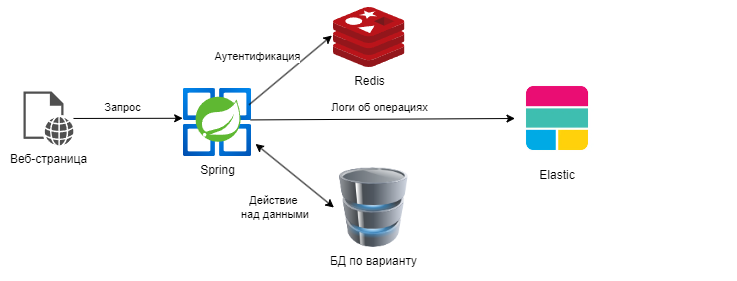 Аутентификация
Redis
Запрос
Логи об операциях
Веб-страница
Spring
Elastic
Действие
над данными
БД по варианту